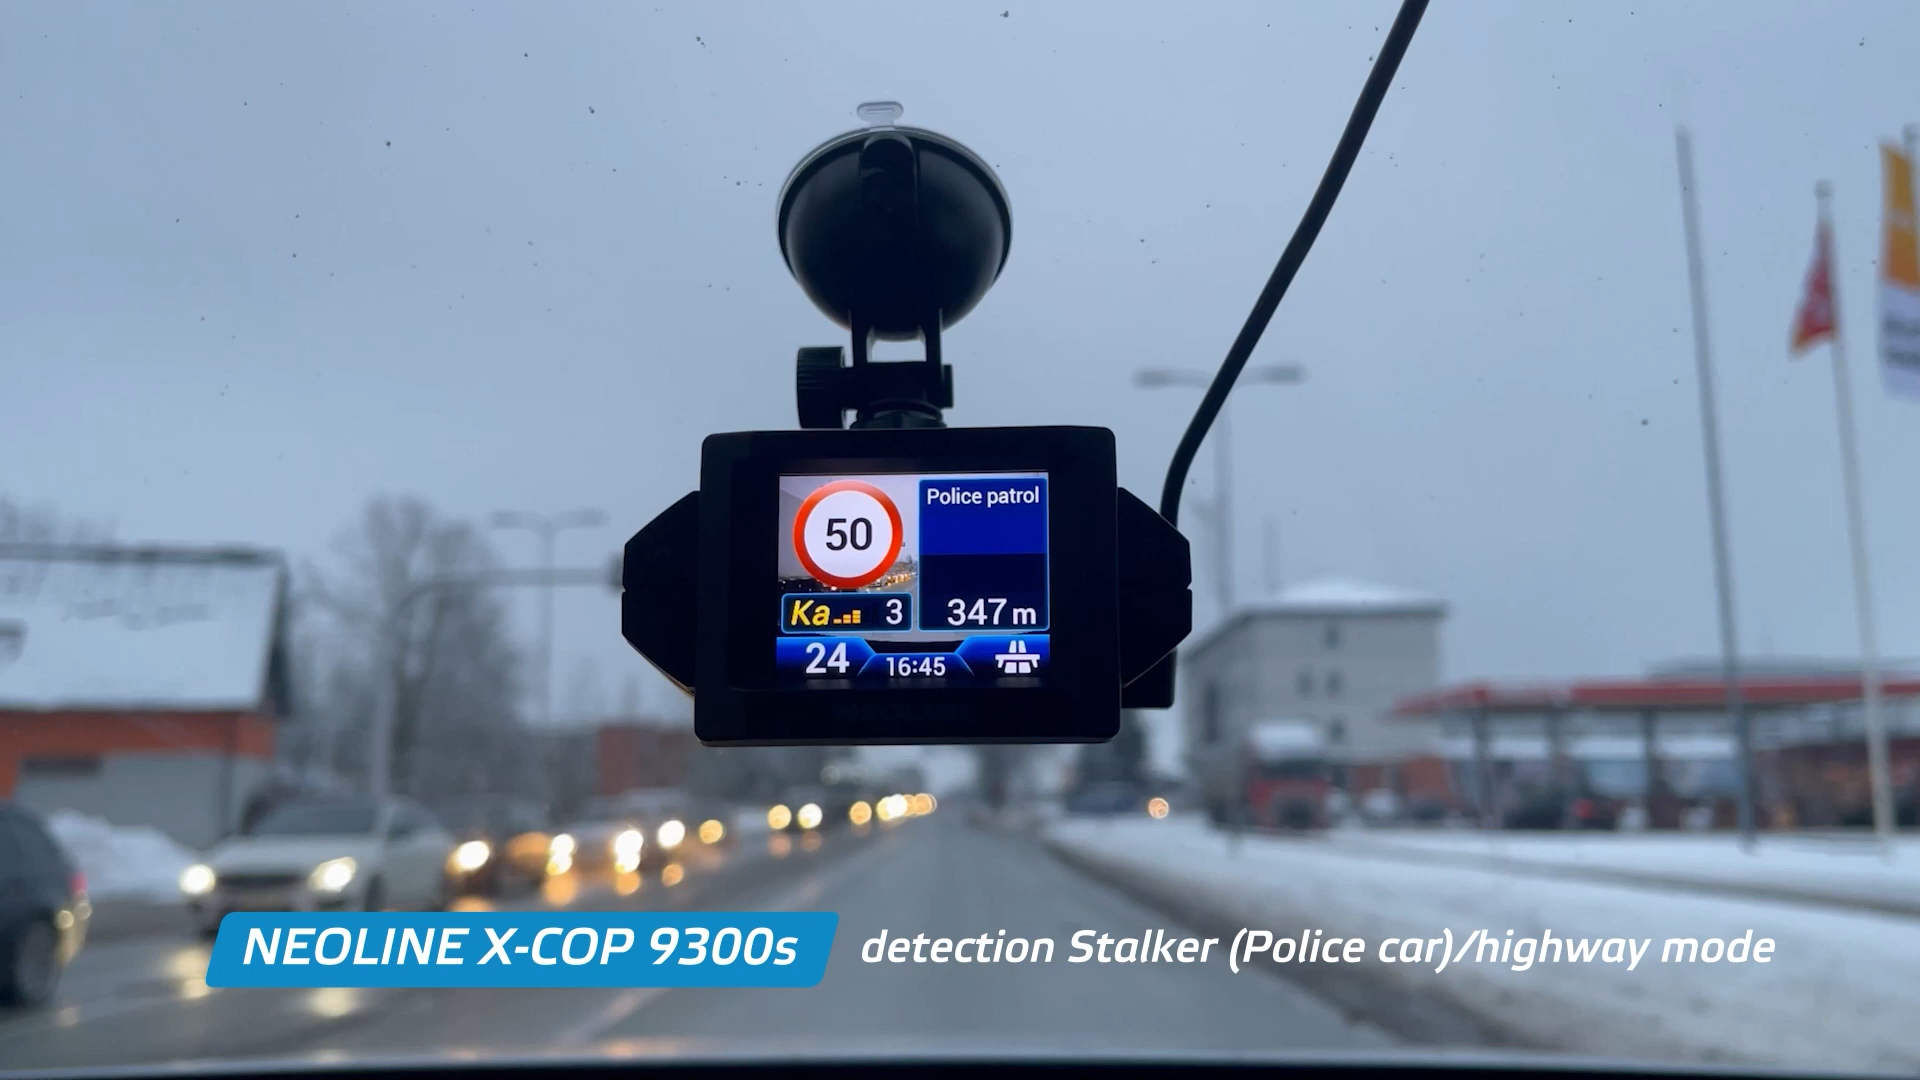 50
Police patrol
Ka 3
347 m
24
16:45
NEOLINE X-COP 9300s
detection Stalker (Police car)/highway mode